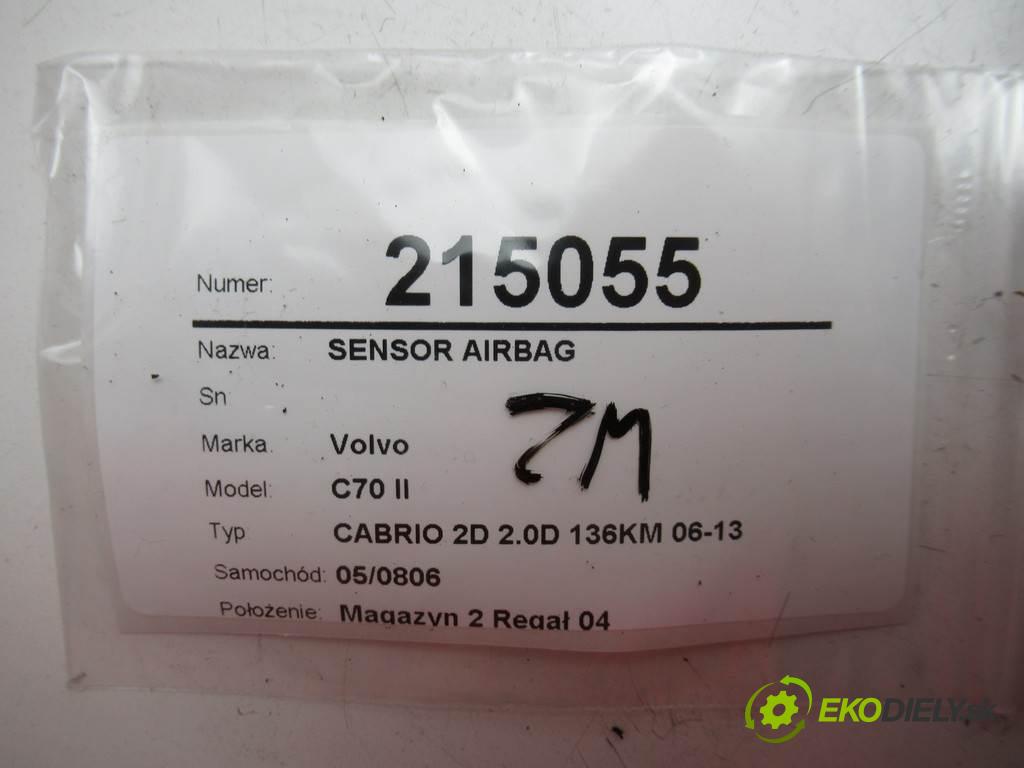 Numer: 215055
Nazwa: SENSOR AIRBAG
Sn
ZM
Marka: Volvo
Model: C70 II
Typ CABRIO 2D 2.0D 136KM 06-13
Samochód: 05/0806
Położenie: Magazyn 2 Regał 04
EKODIELY.sk